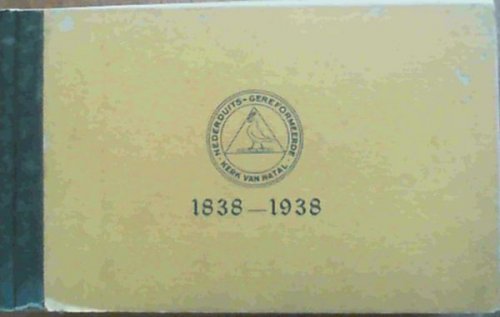 NEDERDUITS-GEREFORMEERDE
KERK VAN NATAL
1838 – 1938